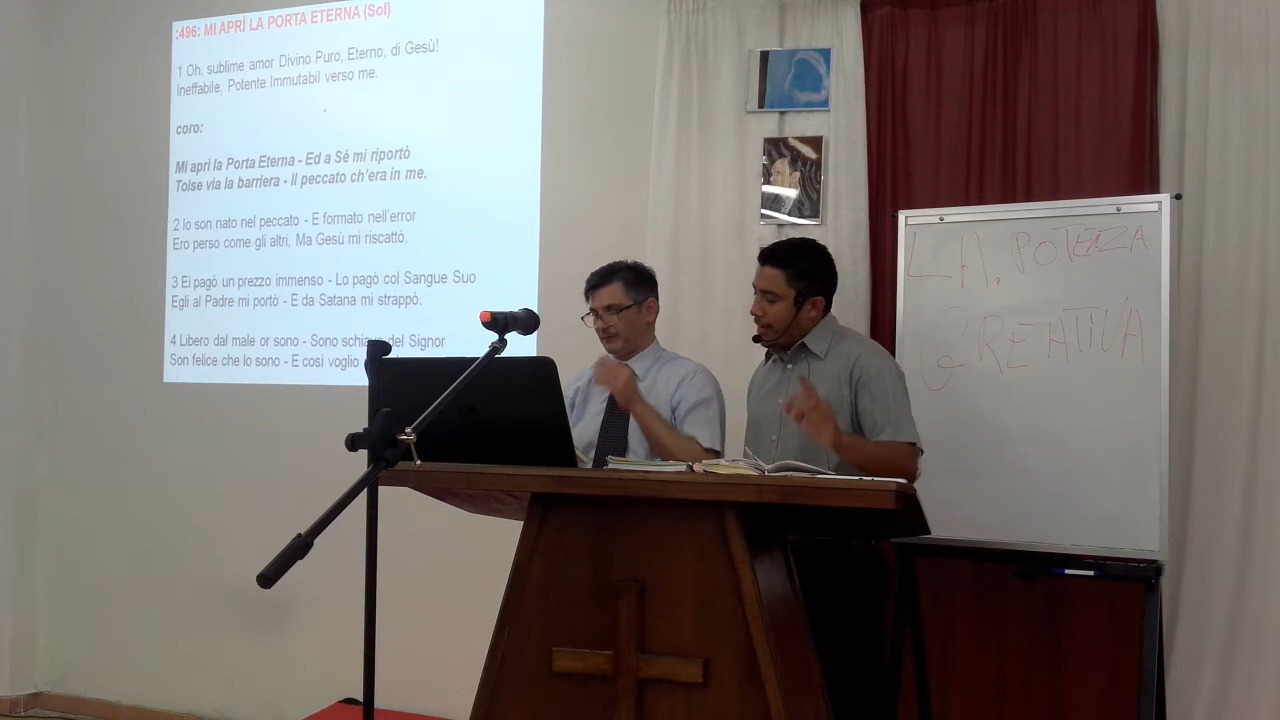 :496: MI APRÌ LA PORTA ETERNA (Sol)
1 Oh, sublime amor Divino Puro, Eterno, di Gesù!
Ineffabile, Potente Immutabil verso me.
coro:
Mi aprì la Porta Eterna - Ed a Sé mi riportò
Tolse via la barriera - Il peccato ch'era in me.
2 Io son nato nel peccato - E formato nell'error
Ero perso come gli altri, Ma Gesù mi riscattò.
3 Ei pagò un prezzo immenso - Lo pagò col Sangue Suo
Egli al Padre mi portò - E da Satana mi strappò.
4 Libero dal male or sono - Sono schiavo del Signor
Son felice che lo sono - E così voglio
LA. POTENZA
RELATIVA